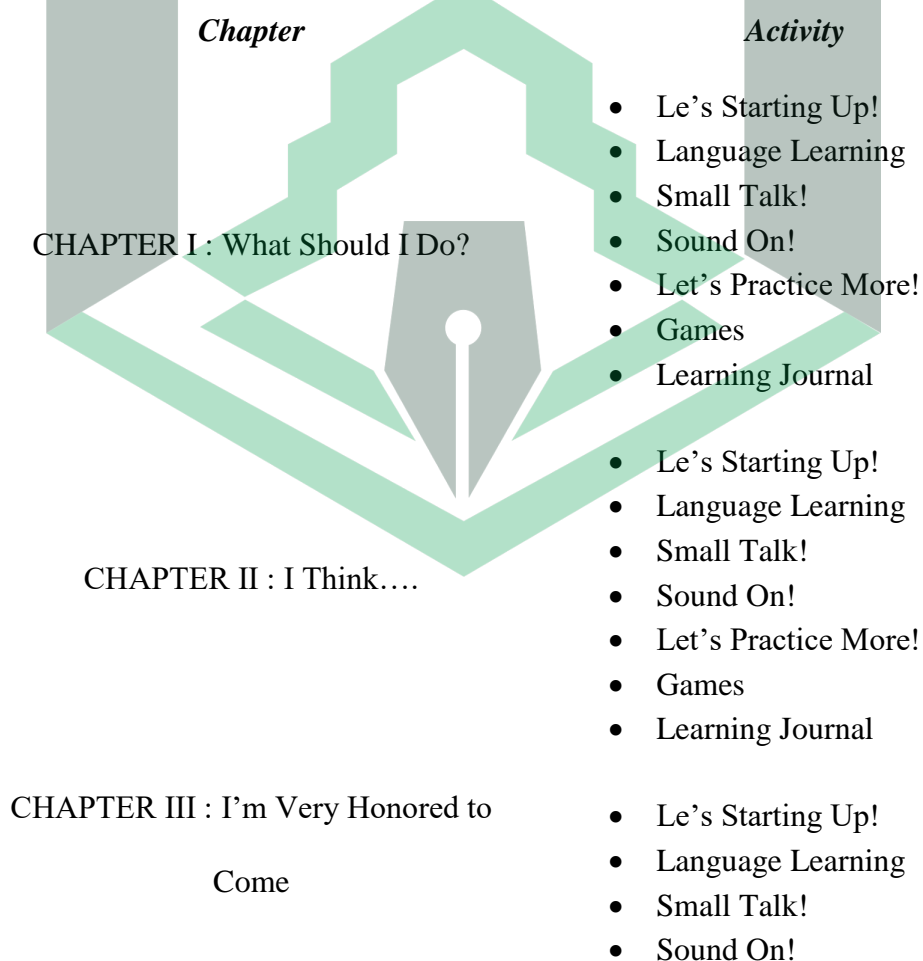 Chapter Activity
• Le’s Starting Up!
• Language Learning
• Small Talk!
CHAPTER I : What Should I Do?
• Sound On!
• Let’s Practice More!
• Games
• Learning Journal
• Le’s Starting Up!
• Language Learning
• Small Talk!
CHAPTER II : I Think….
• Sound On!
• Let’s Practice More!
• Games
• Learning Journal
CHAPTER III : I’m Very Honored to
Come
• Le’s Starting Up!
• Language Learning
• Small Talk!
• Sound On!